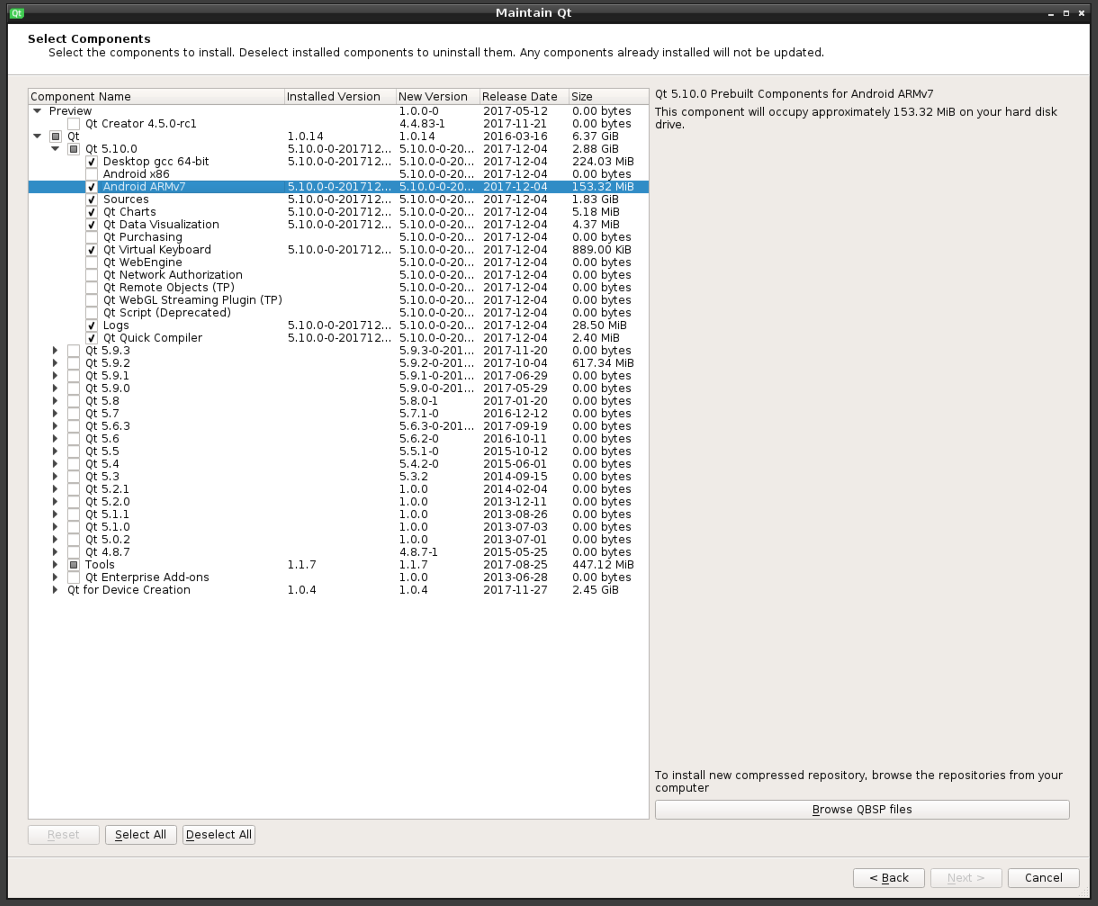 Qt Maintain Qt
Select Components
Select the components to install. Deselect installed components to uninstall them. Any components already installed will not be updated.
Component Name Installed Version New Version Release Date Size
Preview 1.0.0-0 2017-05-12 0.00 bytes
Qt Creator 4.5.0-rc1 4.4.83-1 2017-11-21 0.00 bytes
Qt 1.0.14 1.0.14 2016-03-16 6.37 GiB
Qt 5.10.0 5.10.0-0-201712... 5.10.0-0-20... 2017-12-04 2.88 GiB
Desktop gcc 64-bit 5.10.0-0-201712... 5.10.0-0-20... 2017-12-04 224.03 MiB
Android x86 5.10.0-0-20... 2017-12-04 0.00 bytes
Android ARMv7 5.10.0-0-201712... 5.10.0-0-20... 2017-12-04 153.32 MiB
Sources 5.10.0-0-201712... 5.10.0-0-20... 2017-12-04 1.83 GiB
Qt Charts 5.10.0-0-201712... 5.10.0-0-20... 2017-12-04 5.18 MiB
Qt Data Visualization 5.10.0-0-201712... 5.10.0-0-20... 2017-12-04 4.37 MiB
Qt Purchasing 5.10.0-0-20... 2017-12-04 0.00 bytes
Qt Virtual Keyboard 5.10.0-0-201712... 5.10.0-0-20... 2017-12-04 889.00 KiB
Qt WebEngine 5.10.0-0-20... 2017-12-04 0.00 bytes
Qt Network Authorization 5.10.0-0-20... 2017-12-04 0.00 bytes
Qt Remote Objects (TP) 5.10.0-0-20... 2017-12-04 0.00 bytes
Qt WebGL Streaming Plugin (TP) 5.10.0-0-20... 2017-12-04 0.00 bytes
Qt Script (Deprecated) 5.10.0-0-20... 2017-12-04 0.00 bytes
Logs 5.10.0-0-201712... 5.10.0-0-20... 2017-12-04 28.50 MiB
Qt Quick Compiler 5.10.0-0-201712... 5.10.0-0-20... 2017-12-04 2.40 MiB
Qt 5.9.3 5.9.3-0-201... 2017-11-20 0.00 bytes
Qt 5.9.2 5.9.2-0-201... 2017-10-04 617.34 MiB
Qt 5.9.1 5.9.1-0-201... 2017-06-29 0.00 bytes
Qt 5.9.0 5.9.0-0-201... 2017-05-29 0.00 bytes
Qt 5.8 5.8.0-1 2017-01-20 0.00 bytes
Qt 5.7 5.7.1-0 2016-12-12 0.00 bytes
Qt 5.6.3 5.6.3-0-201... 2017-09-19 0.00 bytes
Qt 5.6 5.6.2-0 2016-10-11 0.00 bytes
Qt 5.5 5.5.1-0 2015-10-12 0.00 bytes
Qt 5.4 5.4.2-0 2015-06-01 0.00 bytes
Qt 5.3 5.3.2 2014-09-15 0.00 bytes
Qt 5.2.1 1.0.0 2014-02-04 0.00 bytes
Qt 5.2.0 1.0.0 2013-12-11 0.00 bytes
Qt 5.1.1 1.0.0 2013-08-26 0.00 bytes
Qt 5.1.0 1.0.0 2013-07-03 0.00 bytes
Qt 5.0.2 1.0.0 2013-07-01 0.00 bytes
Qt 4.8.7 4.8.7-1 2015-05-25 0.00 bytes
Tools 1.1.7 1.1.7 2017-08-25 447.12 MiB
Qt Enterprise Add-ons 1.0.0 2013-06-28 0.00 bytes
Qt for Device Creation 1.0.4 1.0.4 2017-11-27 2.45 GiB
Qt 5.10.0 Prebuilt Components for Android ARMv7
This component will occupy approximately 153.32 MiB on your hard disk
drive.
To install new compressed repository, browse the repositories from your
computer
Browse QBSP files
Reset Select All Deselect All
< Back Next > Cancel